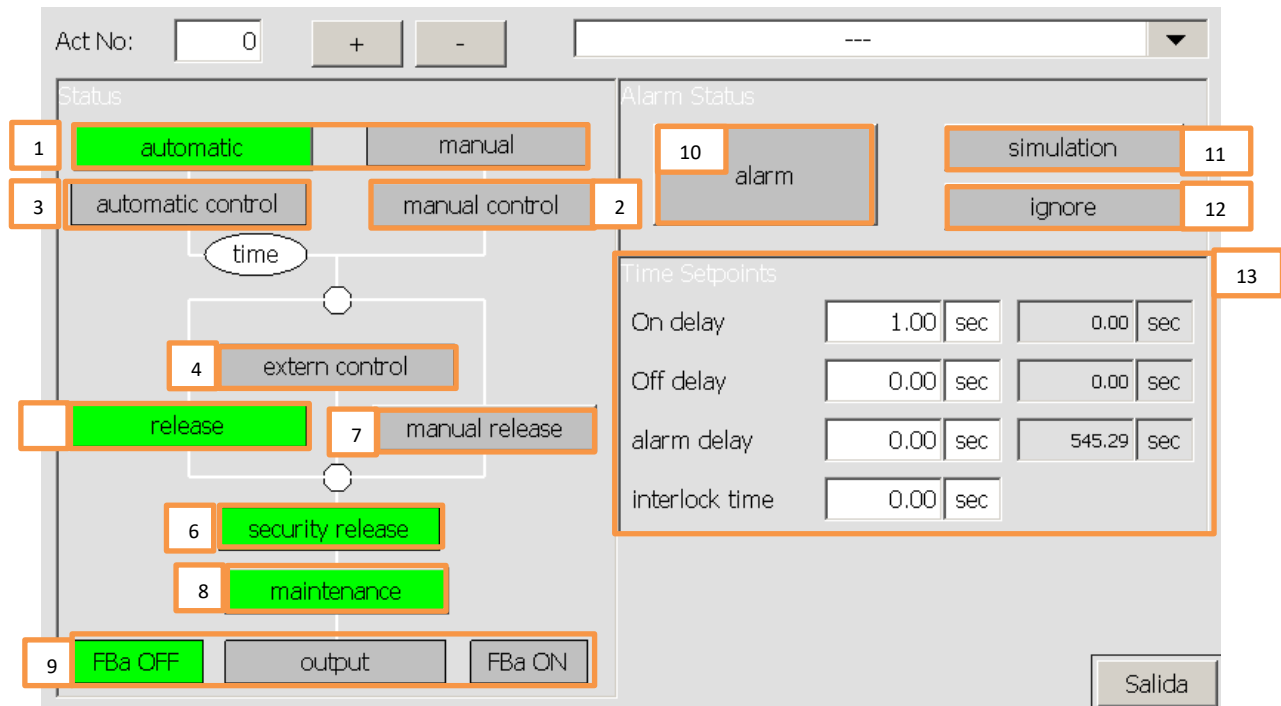 Act No: 0 + - ---
Status
1 automatic manual
3 automatic control manual control 2
time
4 extern control
release 7 manual release
6 security release
8 maintenance
9 FBa OFF output FBa ON
Alarm Status
10 alarm simulation 11
ignore 12
Time Setpoints 13
On delay 1.00 sec 0.00 sec
Off delay 0.00 sec 0.00 sec
alarm delay 0.00 sec 545.29 sec
interlock time 0.00 sec
Salida